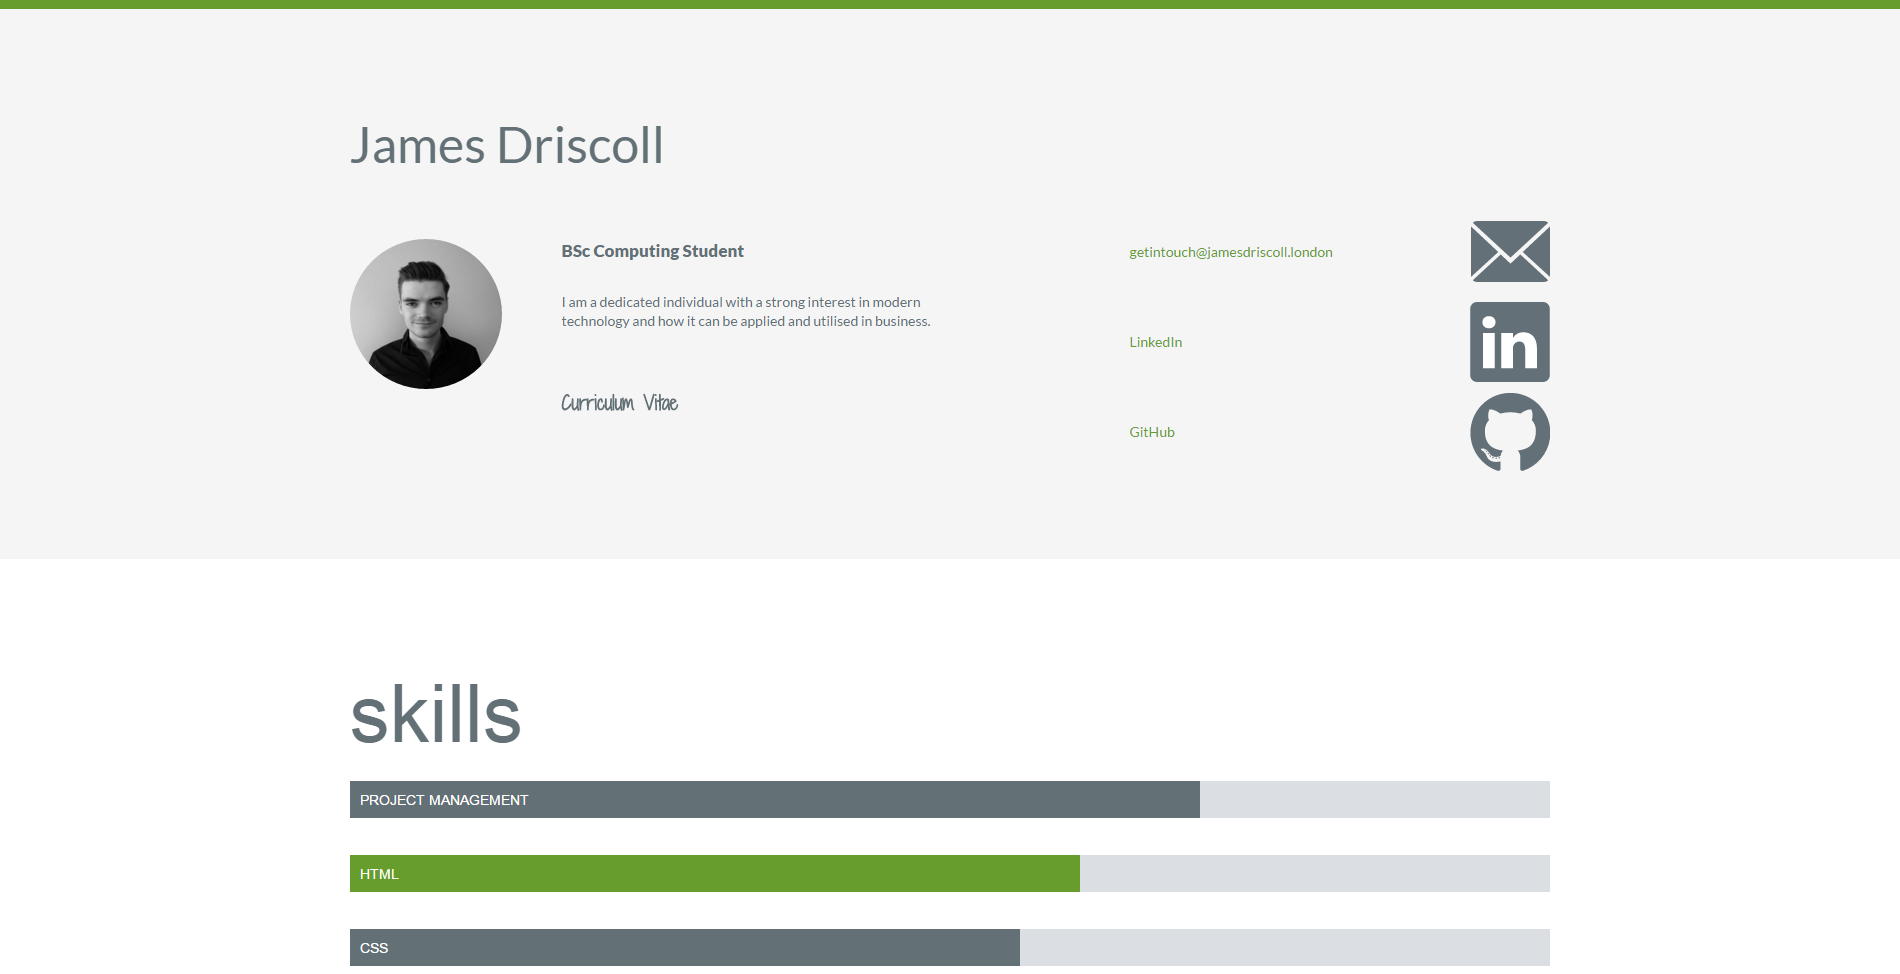 James Driscoll
BSc Computing Student
I am a dedicated individual with a strong interest in modern
technology and how it can be applied and utilised in business.
Curriculum Vitae
getintouch@jamesdriscoll.london
LinkedIn
GitHub
in
skills
PROJECT MANAGEMENT
HTML
CSS